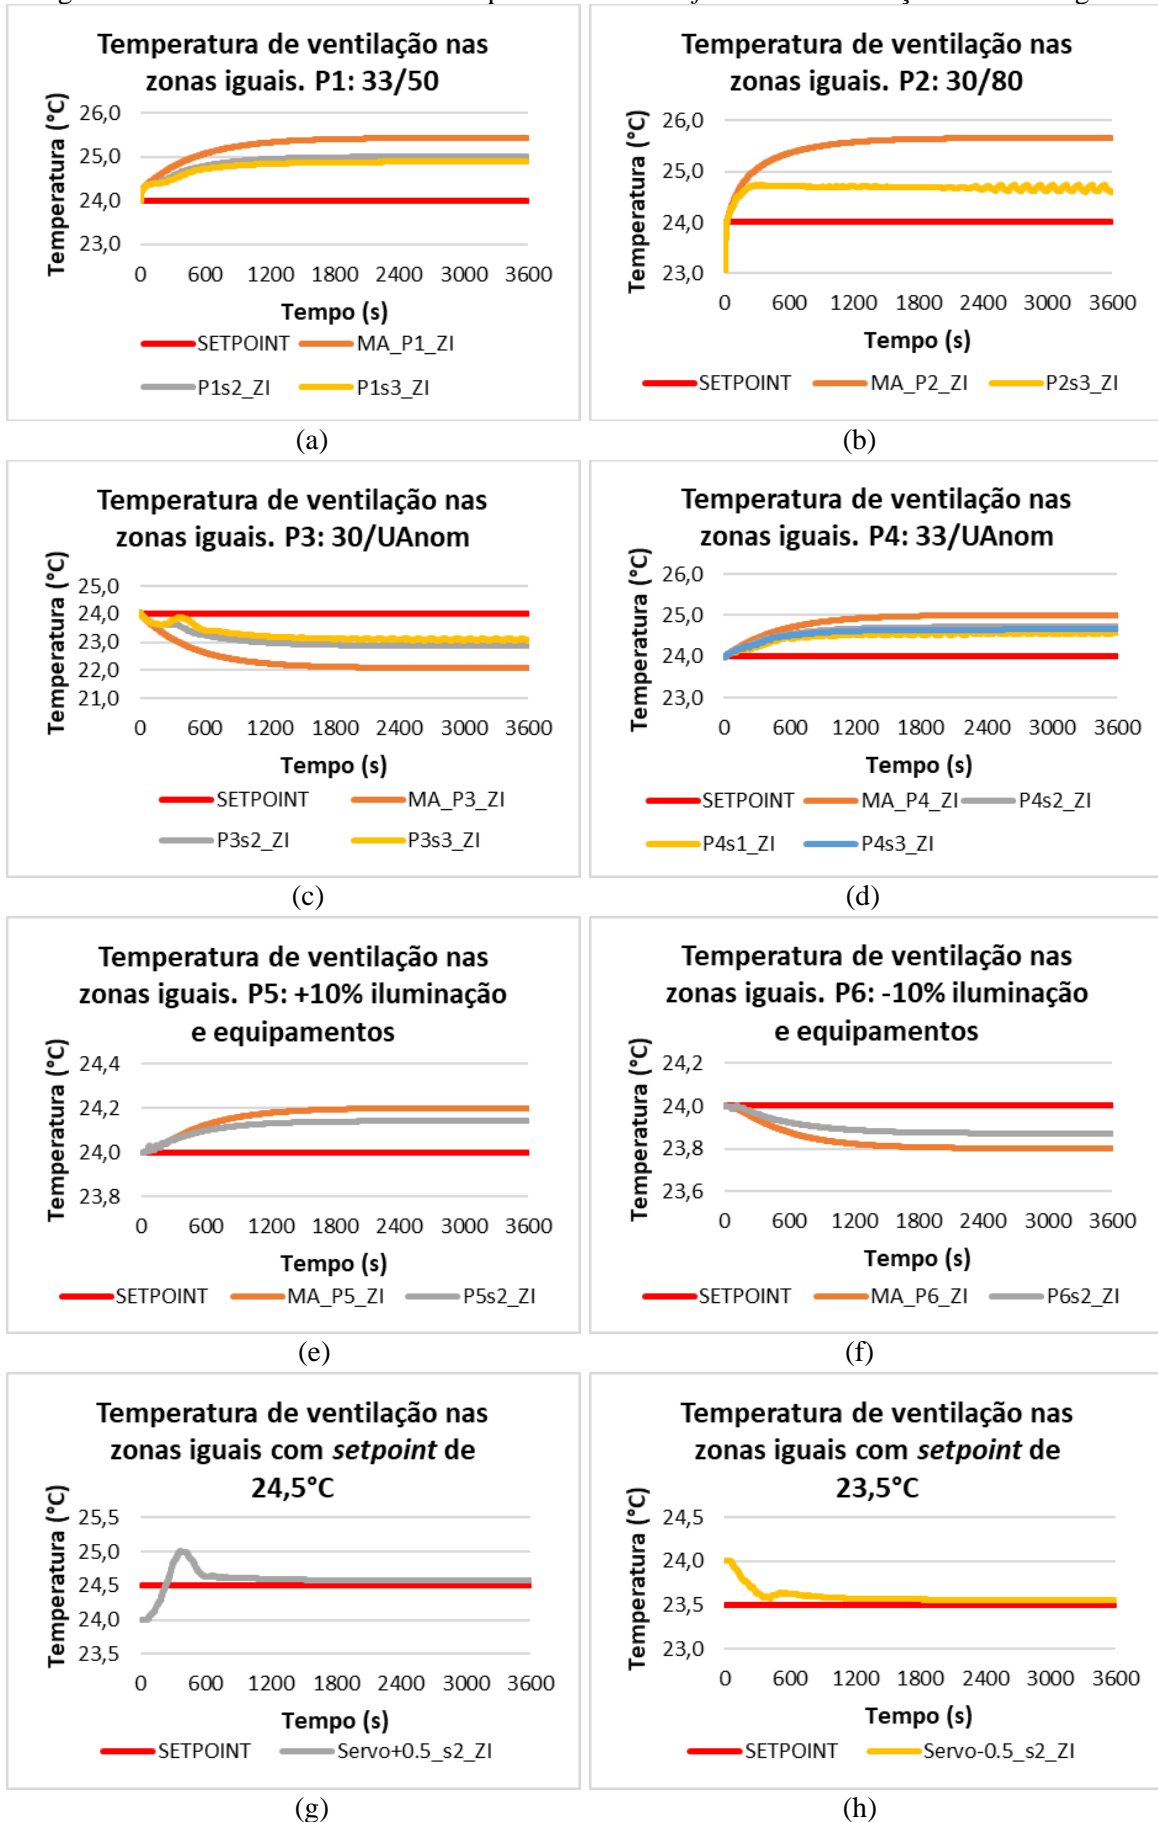 Temperatura de ventilação nas
zonas iguais. P1: 33/50
Temperatura (°C)
26,0
25,0
24,0
23,0
0 600 1200 1800 2400 3000 3600
Tempo (s)
SETPOINT MA_P1_ZI
P1s2_ZI P1s3_ZI
(a)
Temperatura de ventilação nas
zonas iguais. P2: 30/80
Temperatura (°C)
26,0
25,0
24,0
23,0
0 600 1200 1800 2400 3000 3600
Tempo (s)
SETPOINT MA_P2_ZI P2s3_ZI
(b)
Temperatura de ventilação nas
zonas iguais. P3: 30/UAnom
Temperatura (°C)
25,0
24,0
23,0
22,0
21,0
0 600 1200 1800 2400 3000 3600
Tempo (s)
SETPOINT MA_P3_ZI
P3s2_ZI P3s3_ZI
(c)
Temperatura de ventilação nas
zonas iguais. P4: 33/UAnom
Temperatura (°C)
26,0
25,0
24,0
23,0
0 600 1200 1800 2400 3000 3600
Tempo (s)
SETPOINT MA_P4_ZI P4s2_ZI
P4s1_ZI P4s3_ZI
(d)
Temperatura de ventilação nas
zonas iguais. P5: +10% iluminação
e equipamentos
Temperatura (°C)
24,4
24,2
24,0
23,8
0 600 1200 1800 2400 3000 3600
Tempo (s)
SETPOINT MA_P5_ZI P5s2_ZI
(e)
Temperatura de ventilação nas
zonas iguais. P6: -10% iluminação
e equipamentos
Temperatura (°C)
24,2
24,0
23,8
23,6
0 600 1200 1800 2400 3000 3600
Tempo (s)
SETPOINT MA_P6_ZI P6s2_ZI
(f)
Temperatura de ventilação nas
zonas iguais com setpoint de
24,5°C
Temperatura (°C)
25,5
25,0
24,5
24,0
23,5
0 600 1200 1800 2400 3000 3600
Tempo (s)
SETPOINT Servo+0.5_s2_ZI
(g)
Temperatura de ventilação nas
zonas iguais com setpoint de
23,5°C
Temperatura (°C)
24,5
24,0
23,5
23,0
0 600 1200 1800 2400 3000 3600
Tempo (s)
SETPOINT Servo-0.5_s2_ZI
(h)